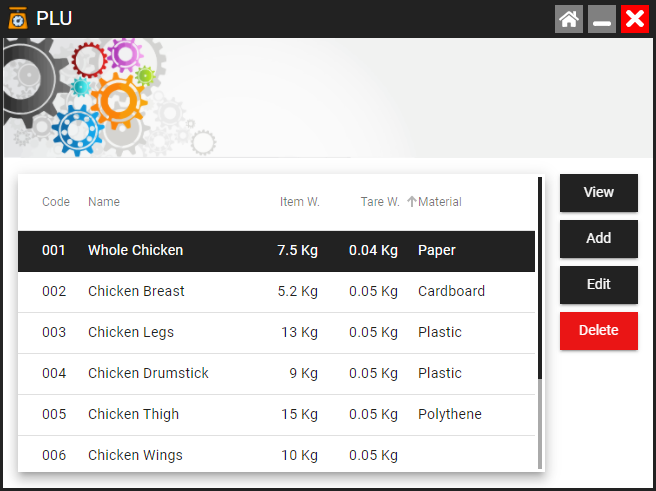 PLU
Code Name Item W. Tare W. Material
001 Whole Chicken 7.5 Kg 0.04 Kg Paper
002 Chicken Breast 5.2 Kg 0.05 Kg Cardboard
003 Chicken Legs 13 Kg 0.05 Kg Plastic
004 Chicken Drumstick 9 Kg 0.05 Kg Plastic
005 Chicken Thigh 15 Kg 0.05 Kg Polythene
006 Chicken Wings 10 Kg 0.05 Kg
View
Add
Edit
Delete